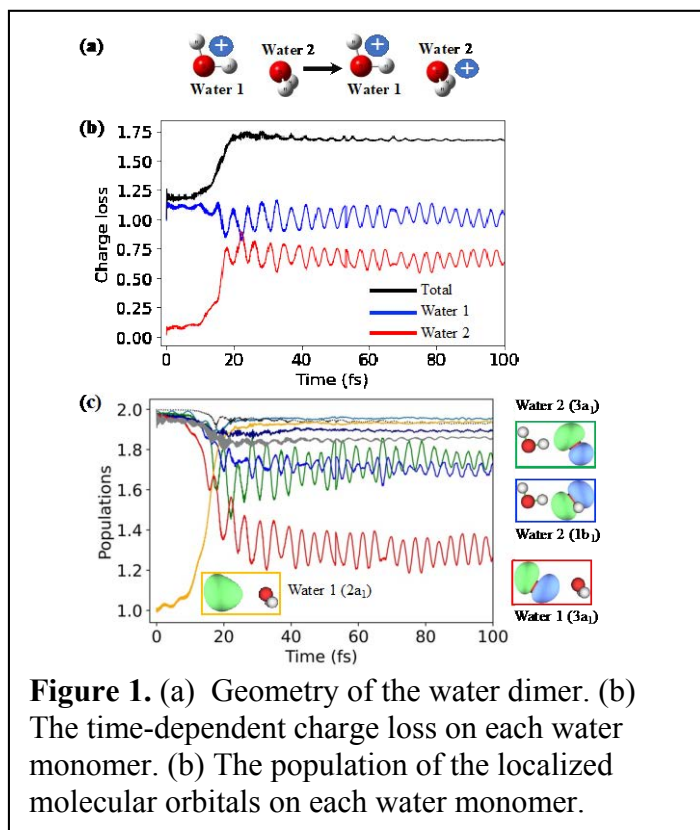 (a)
Water 2
Water 2
Water 1
Water 1
(b)
1.75
1.50
1.25
1.00
0.75
0.50
0.25
0.00
Charge loss
Total
Water 1
Water 2
0 20 40 60 80 100
Time (fs)
(c)
2.0
1.8
1.6
1.4
1.2
1.0
Populations
Water 1 (2a₁)
0 20 40 60 80 100
Time (fs)
Water 2 (3a₁)
Water 2 (1b₁)
Water 1 (3a₁)
Figure 1. (a) Geometry of the water dimer. (b)
The time-dependent charge loss on each water
monomer. (b) The population of the localized
molecular orbitals on each water monomer.